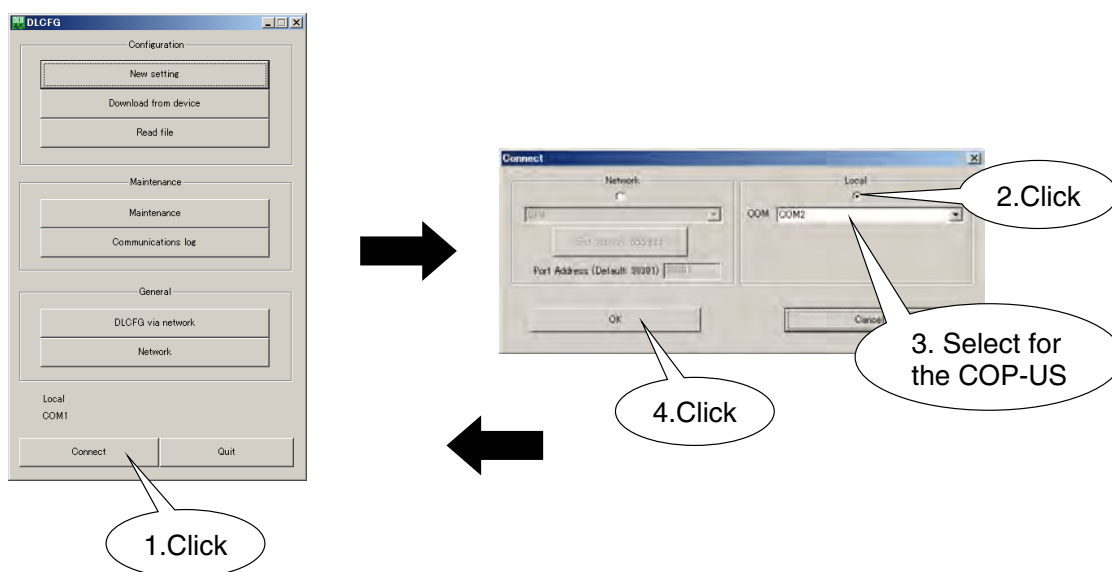 DLCFG
Configuration
New setting
Download from device
Read file
Maintenance
Maintenance
Communications log
General
DLCFG via network
Network
Local
COM1
Connect
Quit
1.Click
Connect
Network
Local
COM
COM2
Port Address (Default: 30301)
OK
Cancel
2.Click
3. Select for
the COP-US
4.Click